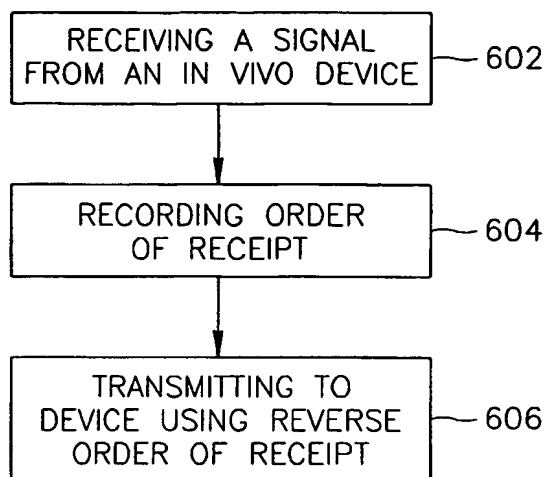 RECEIVING A SIGNAL
FROM AN IN VIVO DEVICE
602
RECORDING ORDER
OF RECEIPT
604
TRANSMITTING TO
DEVICE USING REVERSE
ORDER OF RECEIPT
606